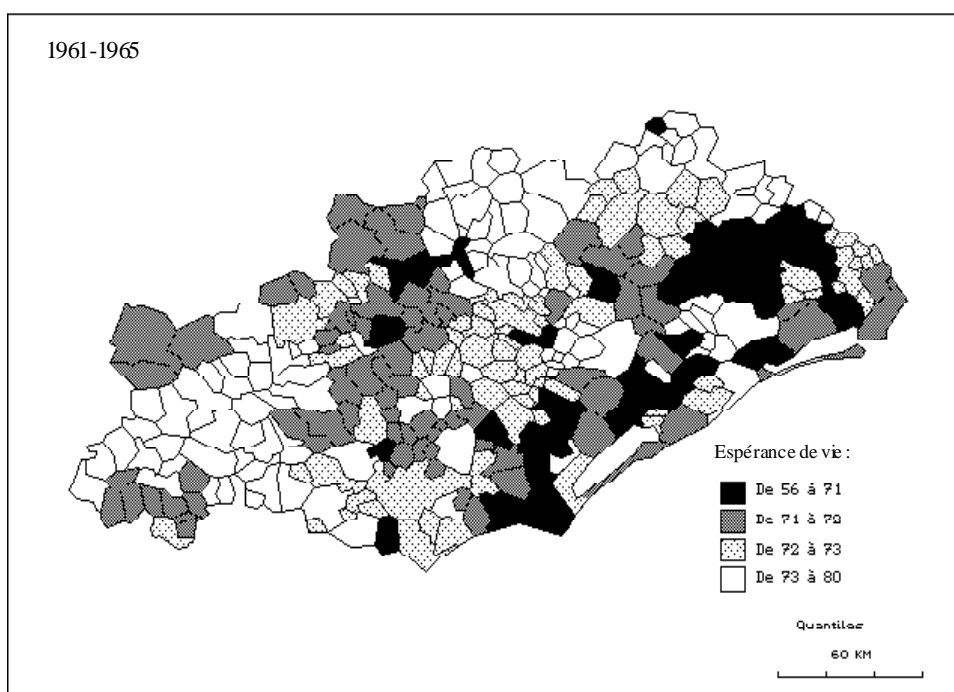 1961-1965
Espérance de vie :
De 56 à 71
De 71 à 72
De 72 à 73
De 73 à 80
Quantiles
60 KM